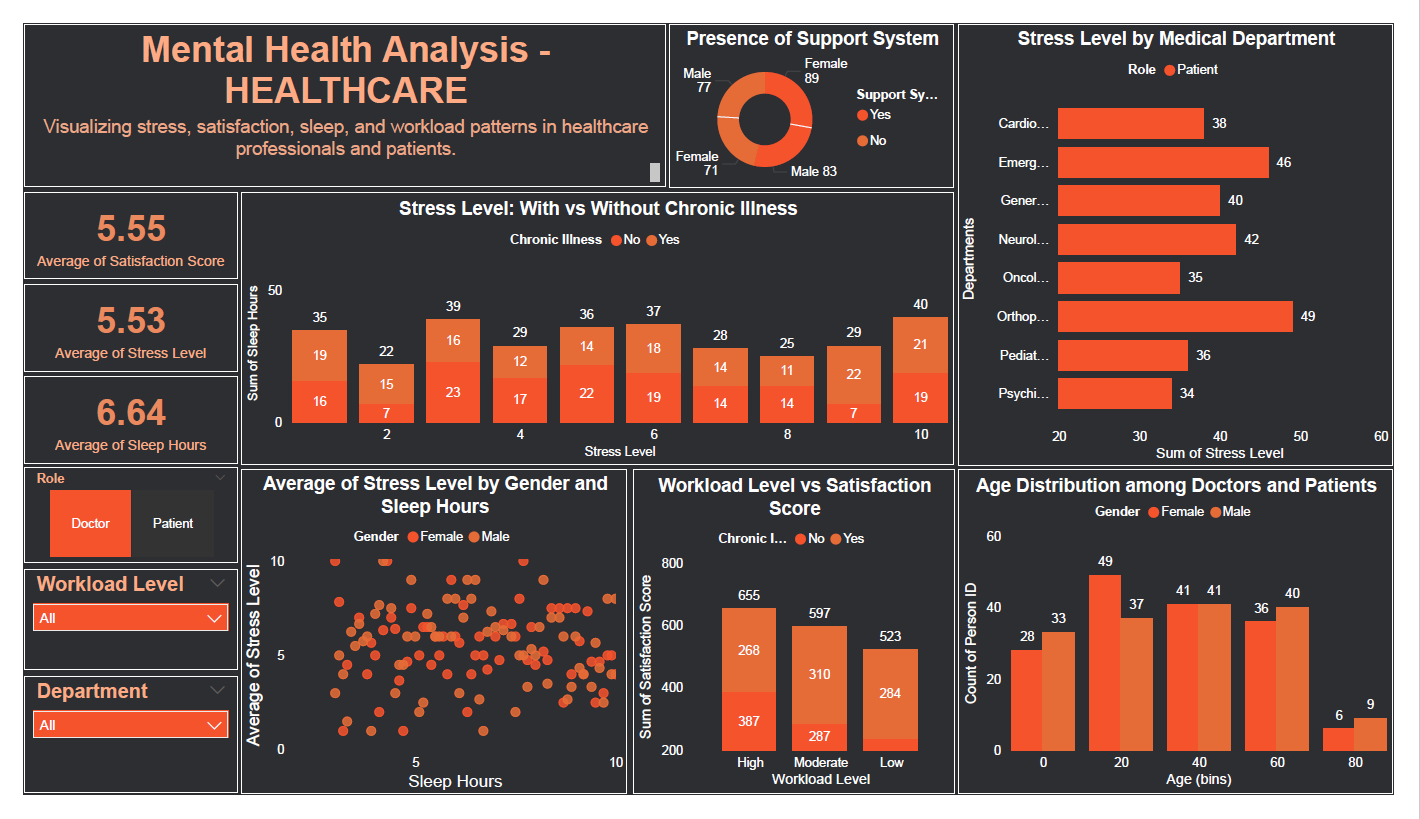 Mental Health Analysis -
HEALTHCARE
Visualizing stress, satisfaction, sleep, and workload patterns in healthcare
professionals and patients.
Presence of Support System
Male
77
Female
89
Female
71
Male 83
Support Sy...
Yes
No
Stress Level by Medical Department
Role Patient
Departments
Cardio... 38
Emerg... 46
Gener... 40
Neurol... 42
Oncol... 35
Orthop... 49
Pediat... 36
Psychi... 34
20 30 40 50 60
Sum of Stress Level
5.55
Average of Satisfaction Score
5.53
Average of Stress Level
6.64
Average of Sleep Hours
Stress Level: With vs Without Chronic Illness
Chronic Illness No Yes
Sum of Sleep Hours
50
0
35 22 39 29 36 37 28 25 29 40
19 15 16 12 14 18 14 11 22 21
16 7 23 17 22 19 14 14 7 19
2 4 6 8 10
Stress Level
Role
Doctor Patient
Workload Level
All
Department
All
Average of Stress Level by Gender and
Sleep Hours
Gender Female Male
Average of Stress Level
10
5
0
5 10
Sleep Hours
Workload Level vs Satisfaction
Score
Chronic I... No Yes
Sum of Satisfaction Score
800
600
400
200
655 597 523
268 310 284
387 287
High Moderate Low
Workload Level
Age Distribution among Doctors and Patients
Gender Female Male
Count of Person ID
60
40
20
0
28 33 49 37 41 41 36 40 6 9
0 20 40 60 80
Age (bins)